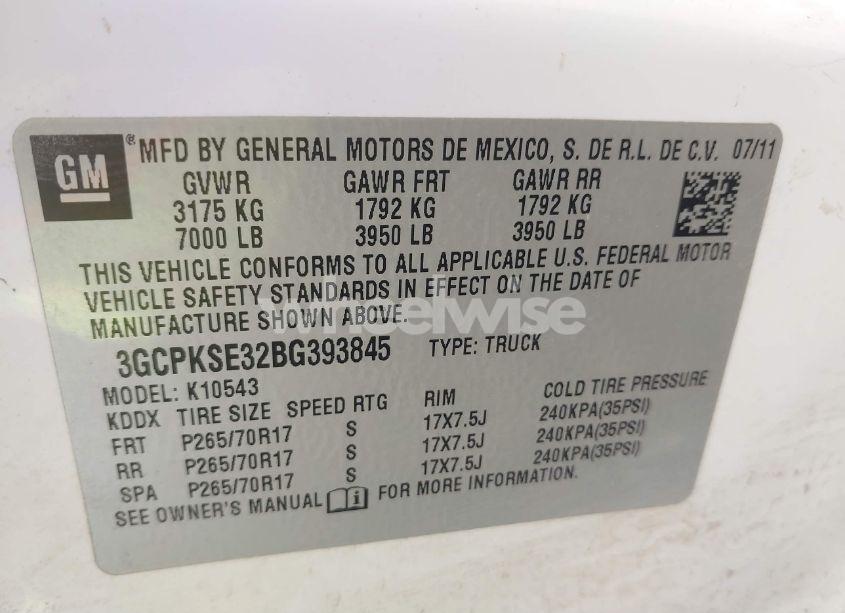 GM ® MFD BY GENERAL MOTORS DE MEXICO, S. DE R.L. DE C.V. 07/11
GVWR GAWR FRT GAWR RR
3175 KG 1792 KG 1792 KG
7000 LB 3950 LB 3950 LB
THIS VEHICLE CONFORMS TO ALL APPLICABLE U.S. FEDERAL MOTOR
VEHICLE SAFETY STANDARDS IN EFFECT ON THE DATE OF
MANUFACTURE SHOWN ABOVE.
wheelwise
3GCPKSE32BG393845 TYPE: TRUCK
MODEL: K10543
KDDX TIRE SIZE SPEED RTG RIM COLD TIRE PRESSURE
FRT P265/70R17 S 17X7.5J 240KPA(35PSI)
RR P265/70R17 S 17X7.5J 240KPA(35PSI)
SPA P265/70R17 S 17X7.5J 240KPA(35PSI)
SEE OWNER'S MANUAL i FOR MORE INFORMATION.